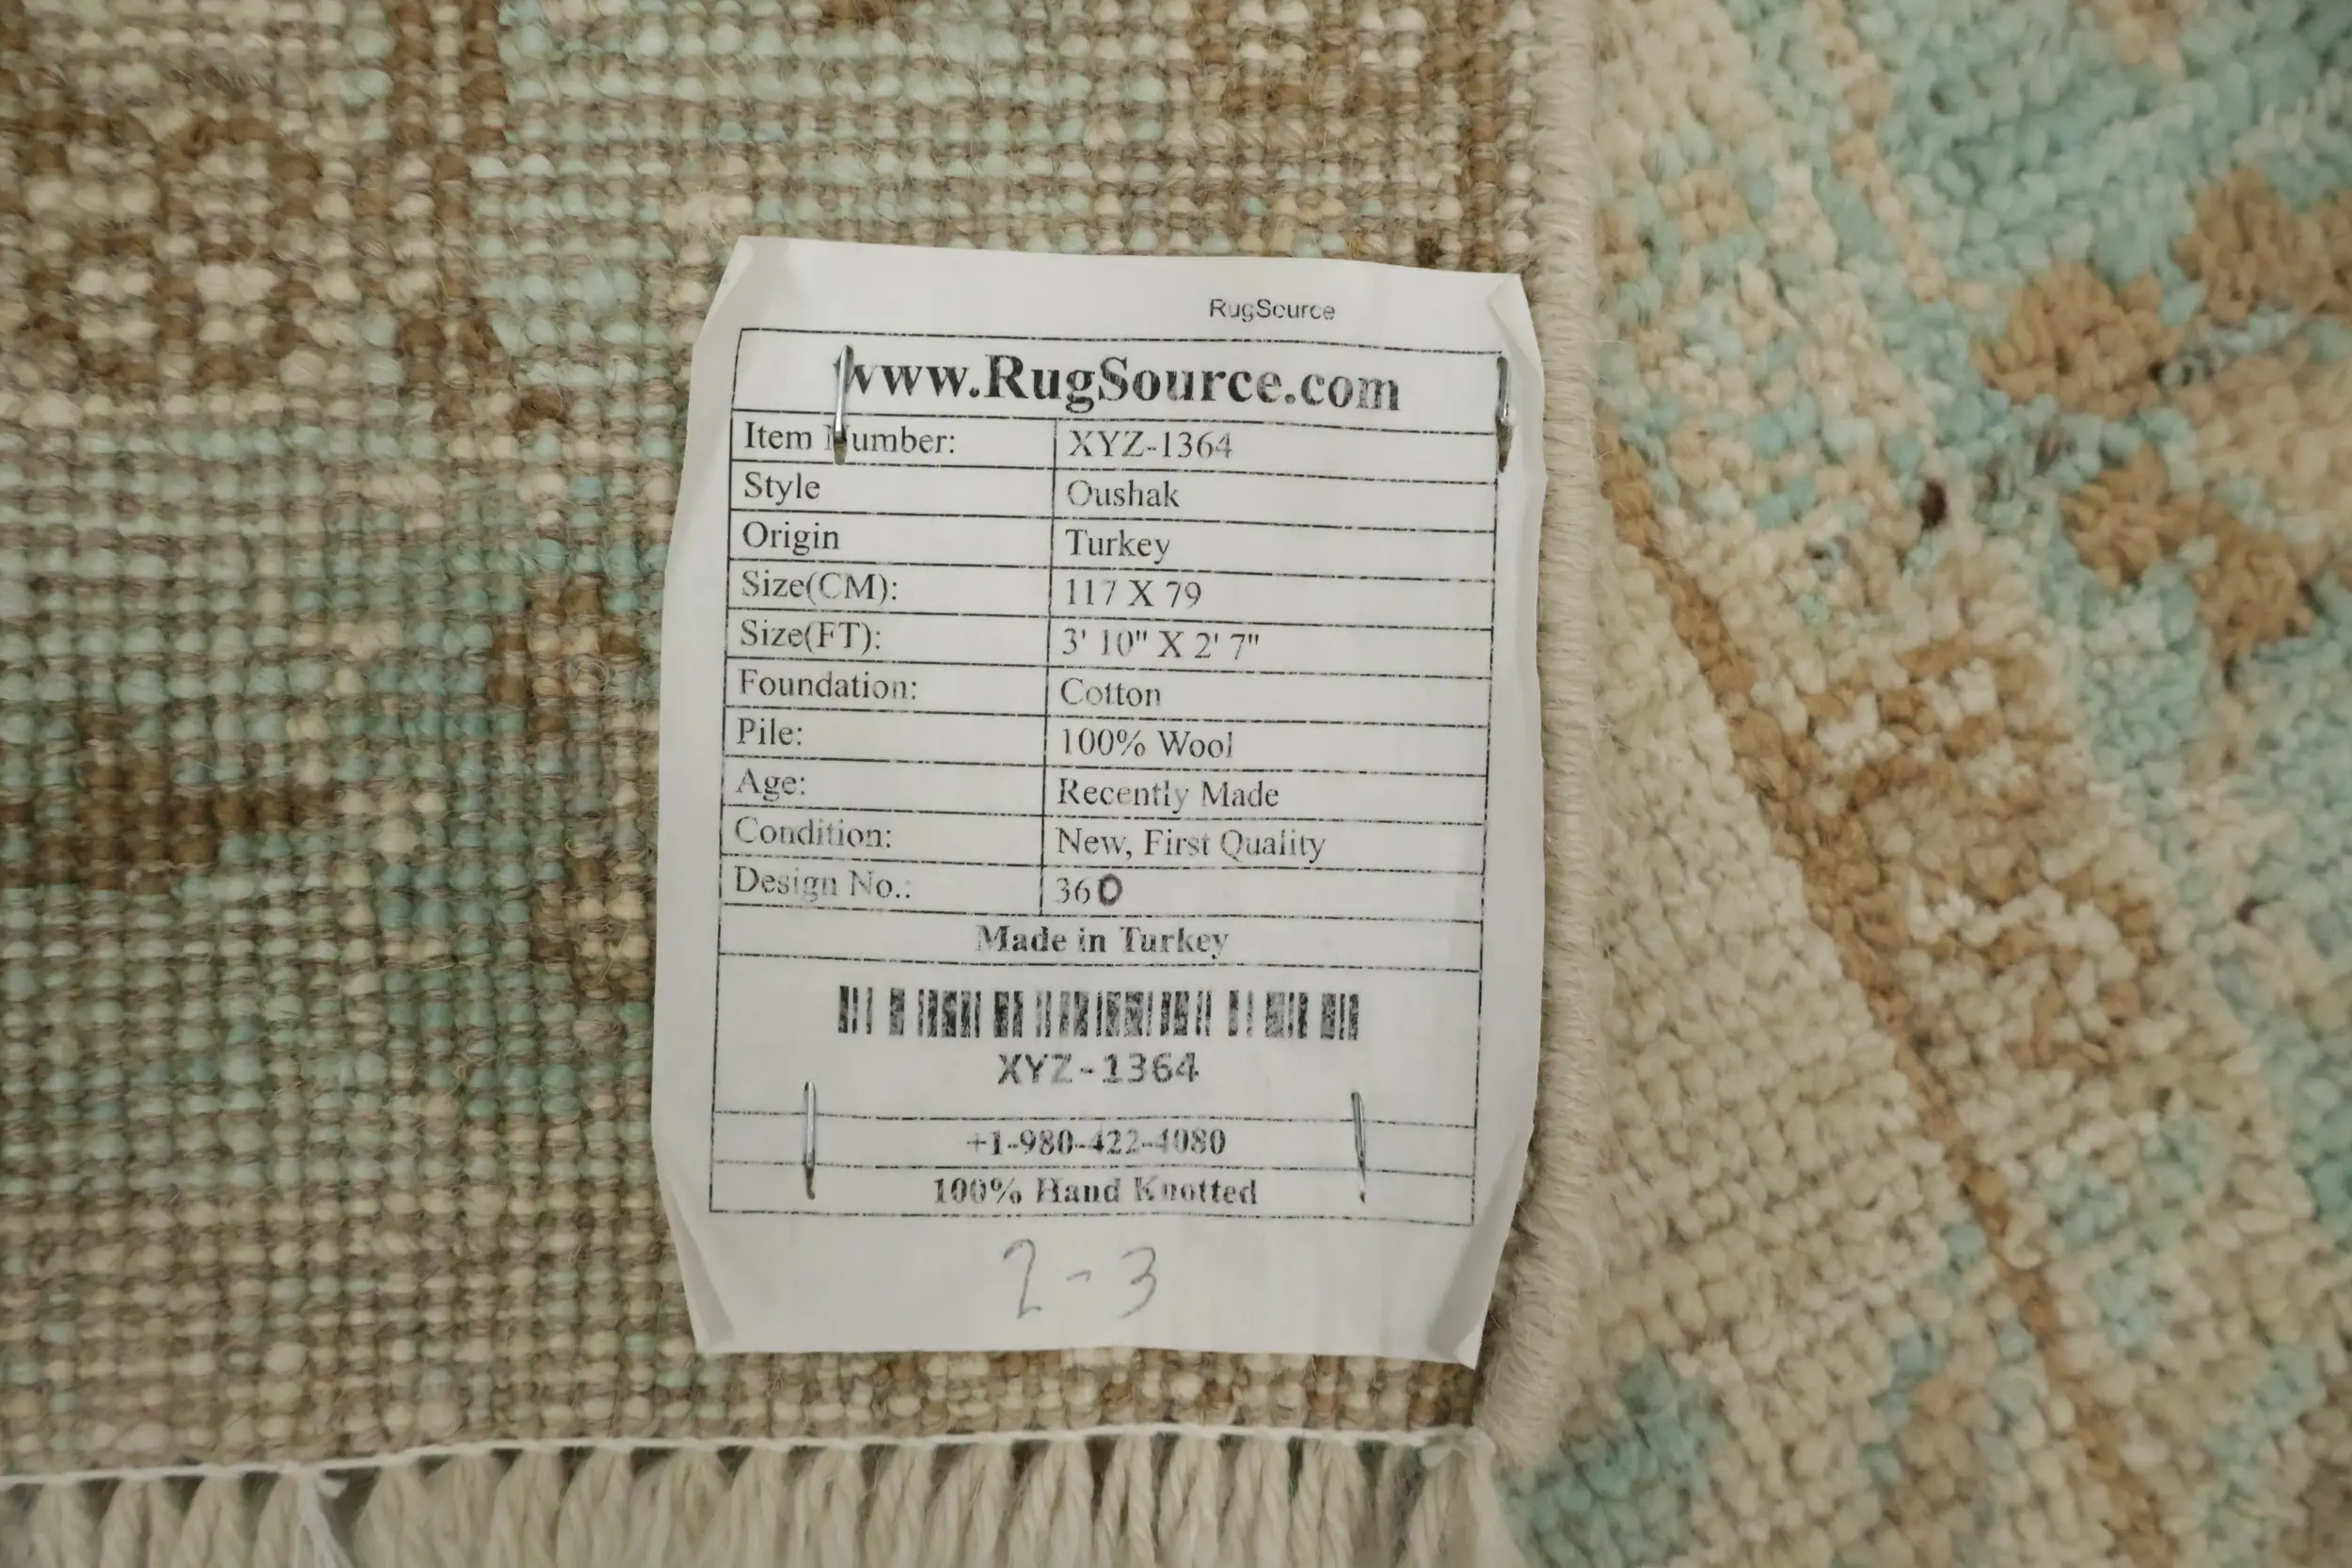 RugSource
www.RugSource.com
Item Number: XYZ-1364
Style Oushak
Origin Turkey
Size(CM): 117 X 79
Size(FT): 3' 10" X 2' 7"
Foundation: Cotton
Pile: 100% Wool
Age: Recently Made
Condition: New, First Quality
Design No.: 360
Made in Turkey
XYZ-1364
+1-980-422-4080
100% Hand Knotted
2-3